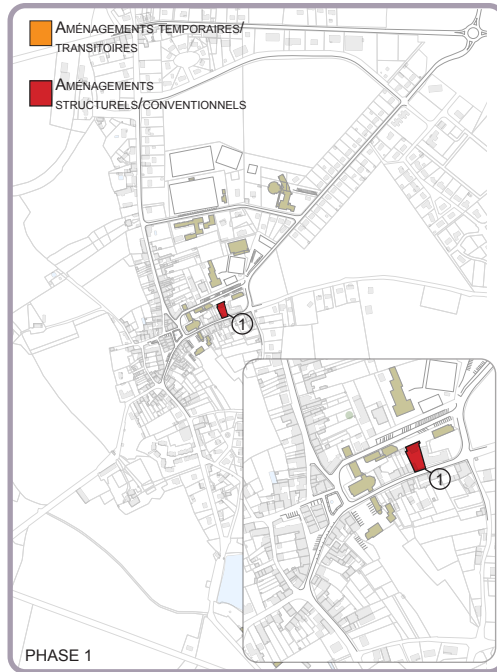 AMÉNAGEMENTS TEMPORAIRES/
TRANSITOIRES
AMÉNAGEMENTS
STRUCTURELS/CONVENTIONNELS
1
1
PHASE 1